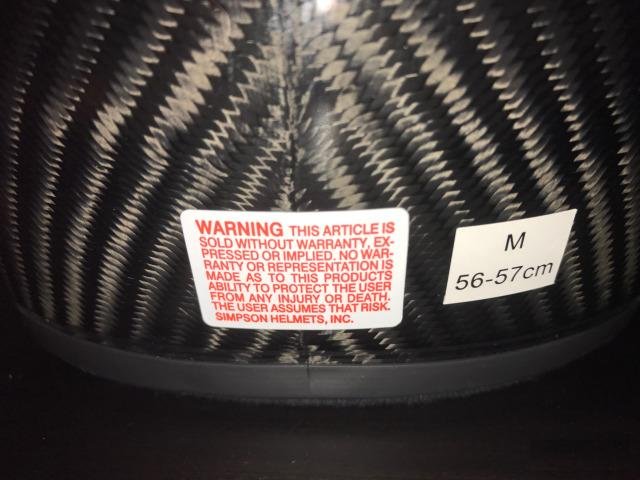 WARNING THIS ARTICLE IS
SOLD WITHOUT WARRANTY, EX-
PRESSED OR IMPLIED. NO WAR-
RANTY OR REPRESENTATION IS
MADE AS TO THIS PRODUCTS
ABILITY TO PROTECT THE USER
FROM ANY INJURY OR DEATH.
THE USER ASSUMES THAT RISK.
SIMPSON HELMETS, INC.
M
56-57cm